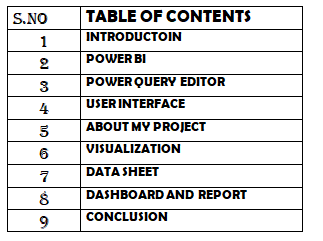 S.NO TABLE OF CONTENTS
1 INTRODUCTOIN
2 POWER BI
3 POWER QUERY EDITOR
4 USER INTERFACE
5 ABOUT MY PROJECT
6 VISUALIZATION
7 DATA SHEET
8 DASHBOARD AND REPORT
9 CONCLUSION